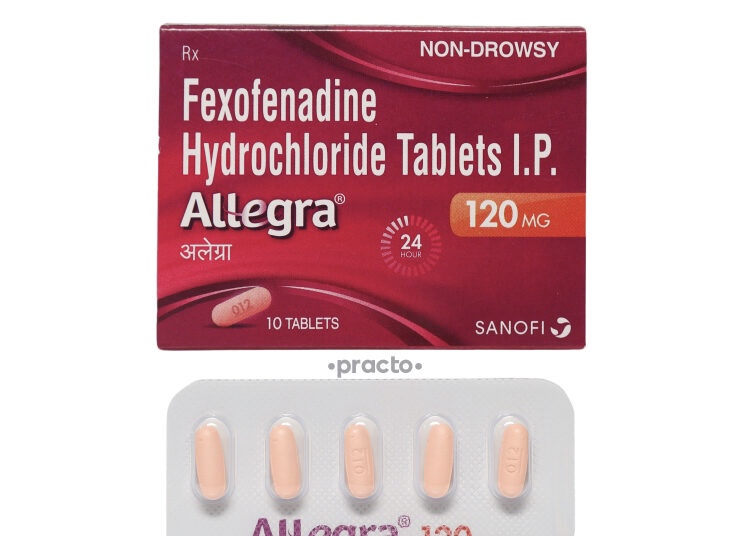 Rx
NON-DROWSY
Fexofenadine
Hydrochloride Tablets I.P.
Allegra®
120 MG
अलेग्रा
24
HOUR
012
10 TABLETS
SANOFI
•practo•
012
012
Allegra® 120